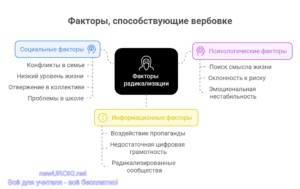 Факторы, способствующие вербовке
Социальные факторы
Конфликты в семье
Низкий уровень жизни
Отвержение в коллективе
Проблемы в школе
Факторы
радикализации
Психологические факторы
Поиск смысла жизни
Склонность к риску
Эмоциональная
нестабильность
Информационные факторы
Воздействие пропаганды
Недостаточная цифровая
грамотность
Радикализированные
сообщества
newUROKI.net
Всё для учителя - всё бесплатно!